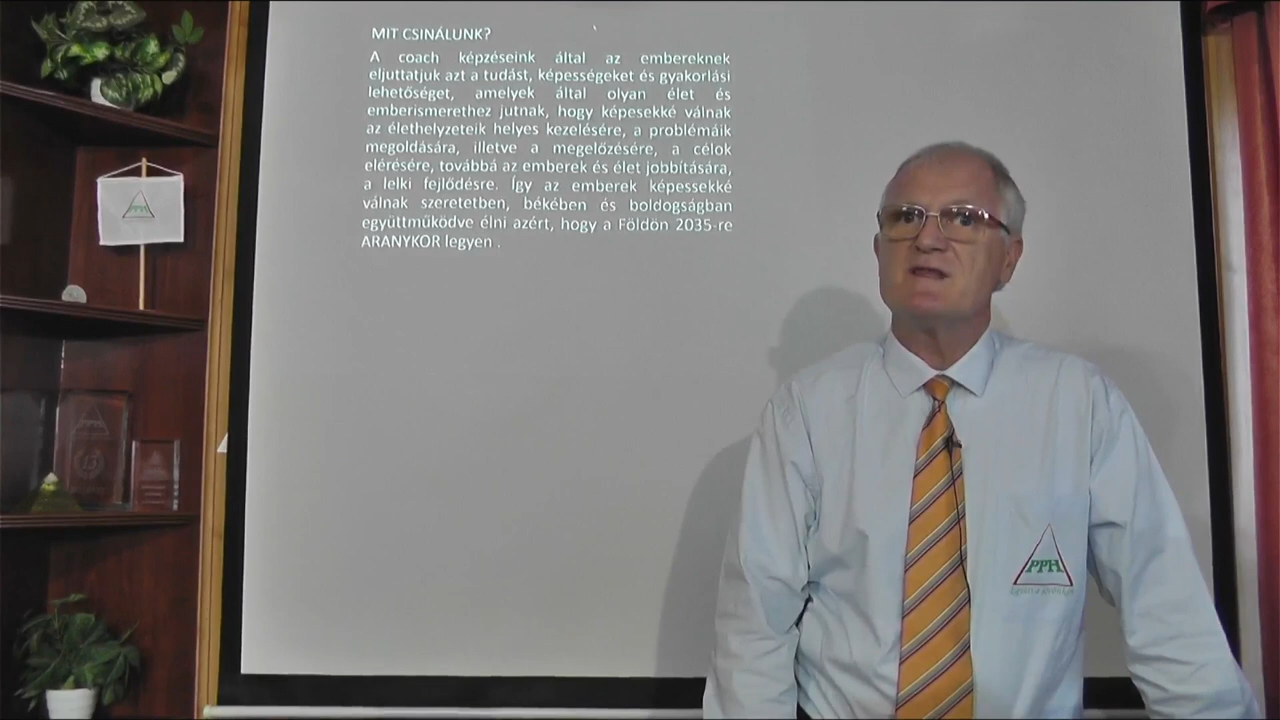 MIT CSINÁLUNK?
A coach képzéseink által az embereknek
eljuttatjuk azt a tudást, képességeket és gyakorlási
lehetőséget, amelyek által olyan élet és
emberismerethez jutnak, hogy képesekké válnak
az élethelyzeteik helyes kezelésére, a problémáik
megoldására, illetve a megelőzésére, a célok
elérésére, továbbá az emberek és élet jobbítására,
a lelki fejlődésre. Így az emberek képessekké
válnak szeretetben, békében és boldogságban
együttműködve élni azért, hogy a Földön 2035-re
ARANYKOR legyen .
PPH
PPH